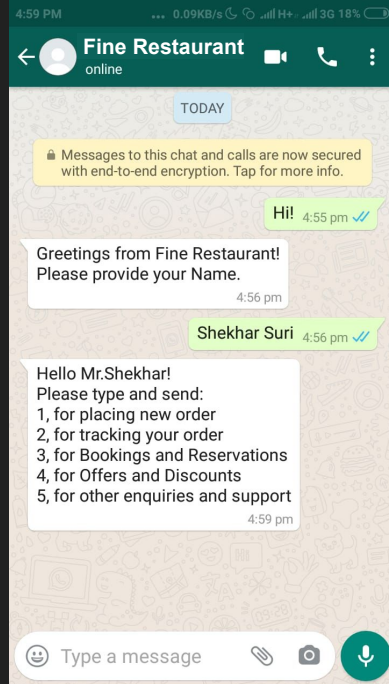 4:59 PM ... 0.09KB/s H+ 3G 18%
Fine Restaurant
online
TODAY
Messages to this chat and calls are now secured
with end-to-end encryption. Tap for more info.
Hi! 4:55 pm
Greetings from Fine Restaurant!
Please provide your Name.
4:56 pm
Shekhar Suri 4:56 pm
Hello Mr.Shekhar!
Please type and send:
1, for placing new order
2, for tracking your order
3, for Bookings and Reservations
4, for Offers and Discounts
5, for other enquiries and support
4:59 pm
Type a message